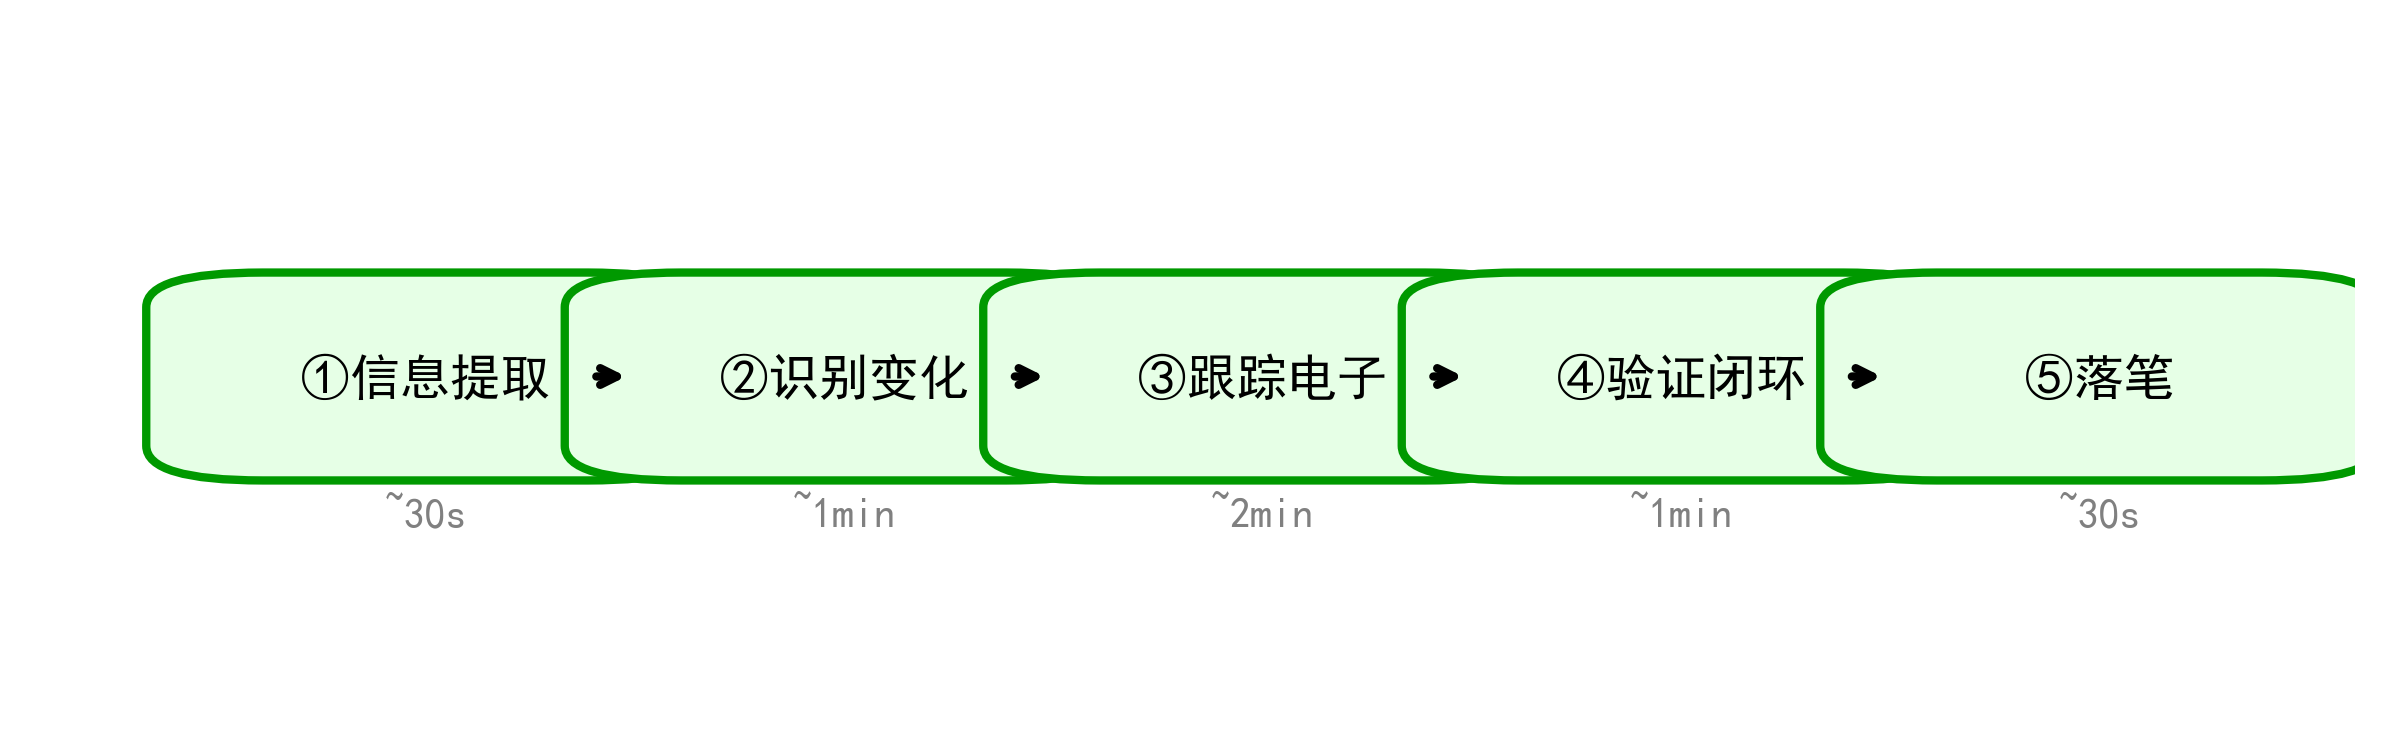 ①信息提取
②识别变化
③跟踪电子
④验证闭环
⑤落笔
~30s
~1min
~2min
~1min
~30s